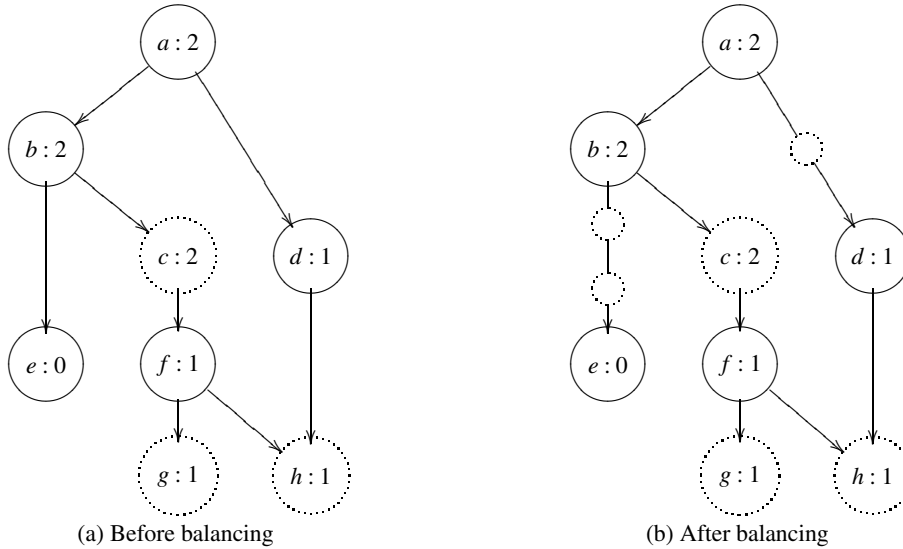 a : 2
b : 2
c : 2
d : 1
e : 0
f : 1
g : 1
h : 1
(a) Before balancing
a : 2
b : 2
c : 2
d : 1
e : 0
f : 1
g : 1
h : 1
(b) After balancing